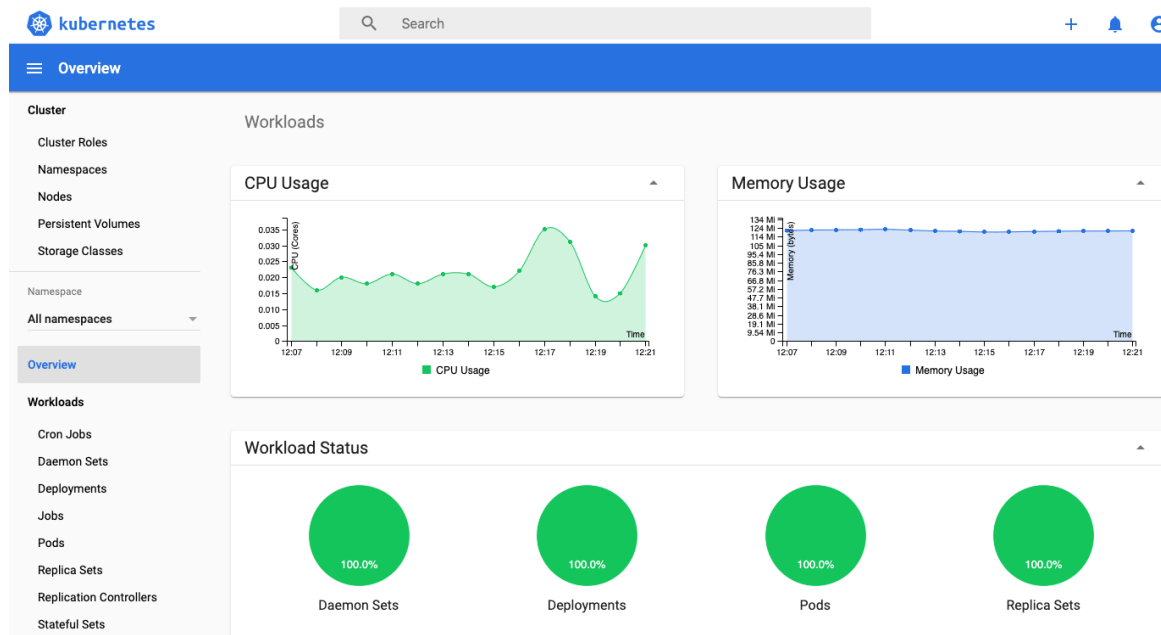 kubernetes
Search
Overview
Cluster
Cluster Roles
Namespaces
Nodes
Persistent Volumes
Storage Classes
Namespace
All namespaces
Overview
Workloads
Cron Jobs
Daemon Sets
Deployments
Jobs
Pods
Replica Sets
Replication Controllers
Stateful Sets
Workloads
CPU Usage
CPU (Cores)
0.035
0.030
0.025
0.020
0.015
0.010
0.005
0
Time
12:07 12:09 12:11 12:13 12:15 12:17 12:19 12:21
CPU Usage
Memory Usage
Memory (bytes)
134 Mi
124 Mi
114 Mi
105 Mi
95.4 Mi
85.8 Mi
76.3 Mi
66.8 Mi
57.2 Mi
47.7 Mi
38.1 Mi
28.6 Mi
19.1 Mi
9.54 Mi
0
Time
12:07 12:09 12:11 12:13 12:15 12:17 12:19 12:21
Memory Usage
Workload Status
100.0% 100.0% 100.0% 100.0%
Daemon Sets Deployments Pods Replica Sets